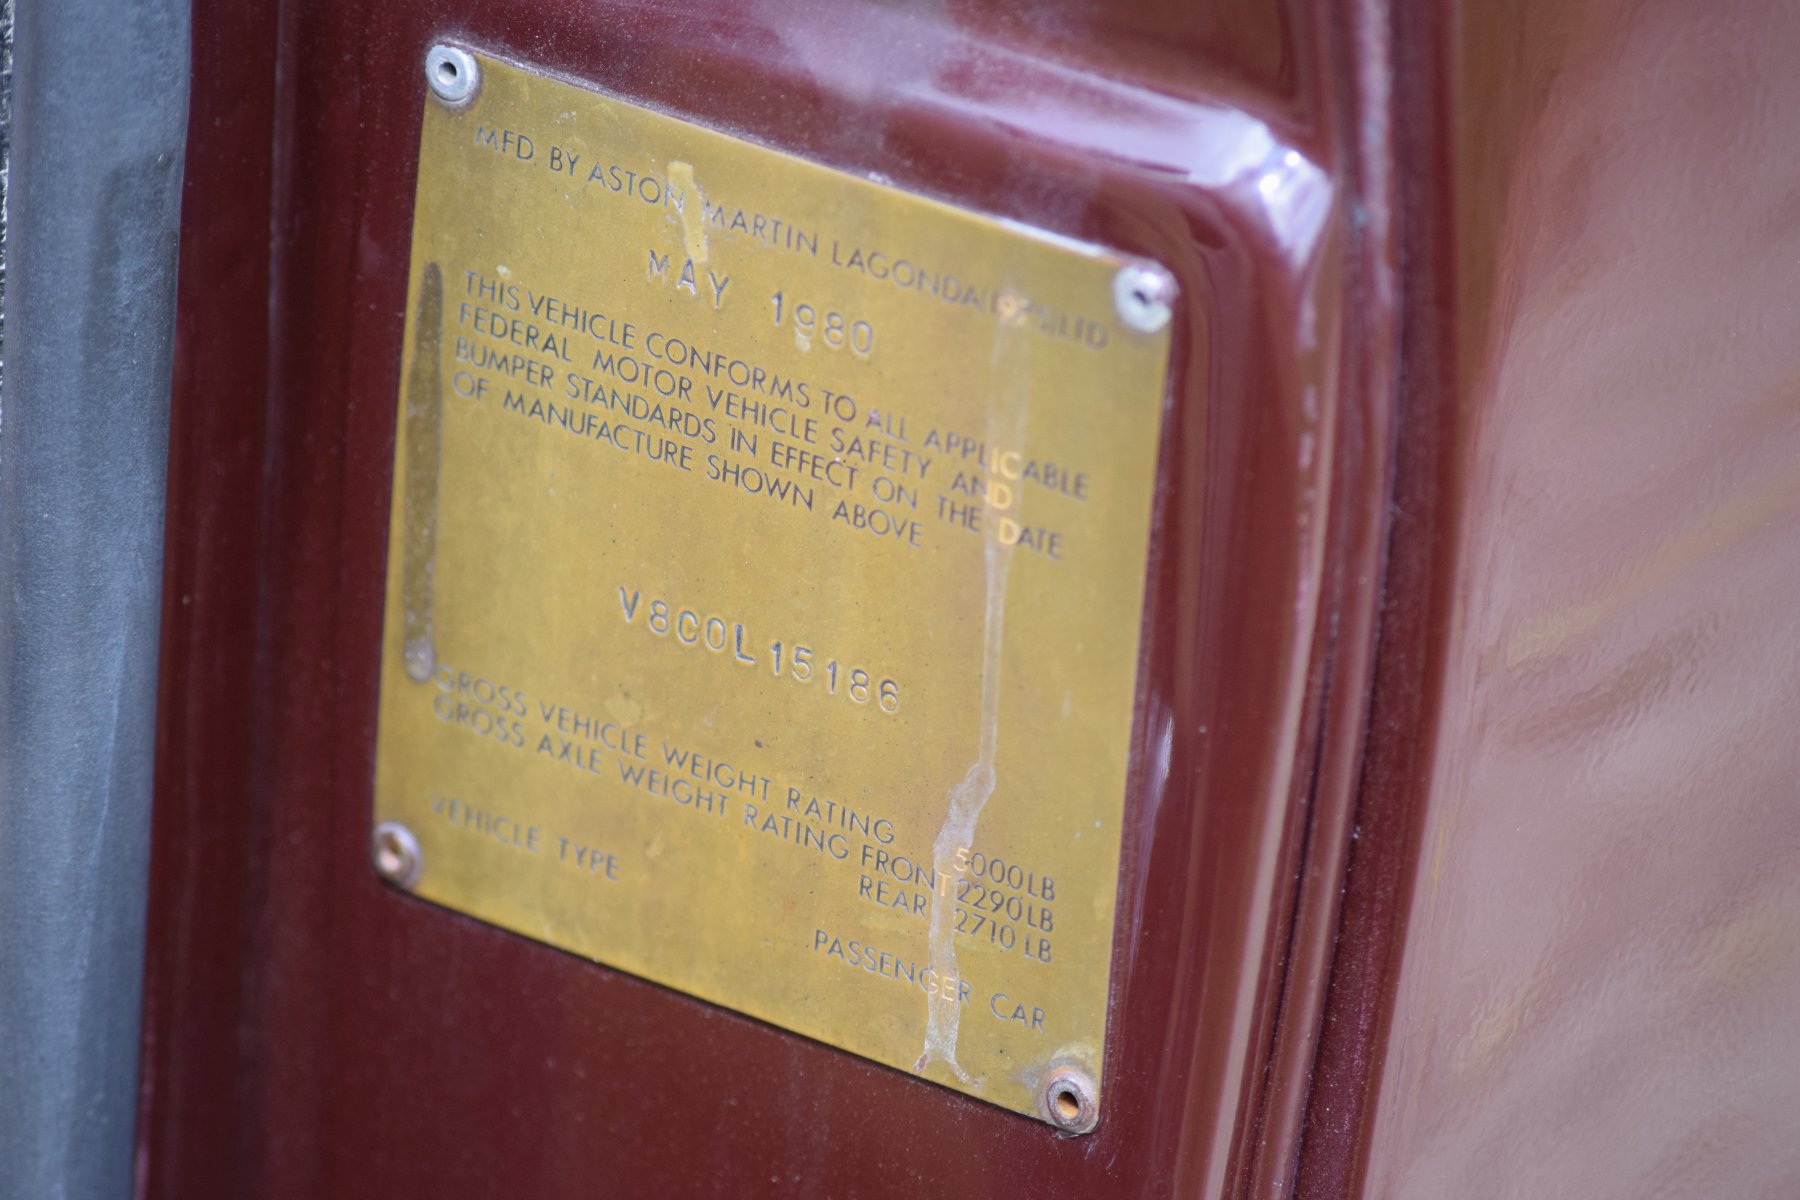 MFD BY ASTON MARTIN LAGONDA LTD
MAY 1980
THIS VEHICLE CONFORMS TO ALL APPLICABLE
FEDERAL MOTOR VEHICLE SAFETY AND
BUMPER STANDARDS IN EFFECT ON THE DATE
OF MANUFACTURE SHOWN ABOVE
V8COL15186
GROSS VEHICLE WEIGHT RATING 5000LB
GROSS AXLE WEIGHT RATING FRONT 2290LB
REAR 2710LB
VEHICLE TYPE PASSENGER CAR